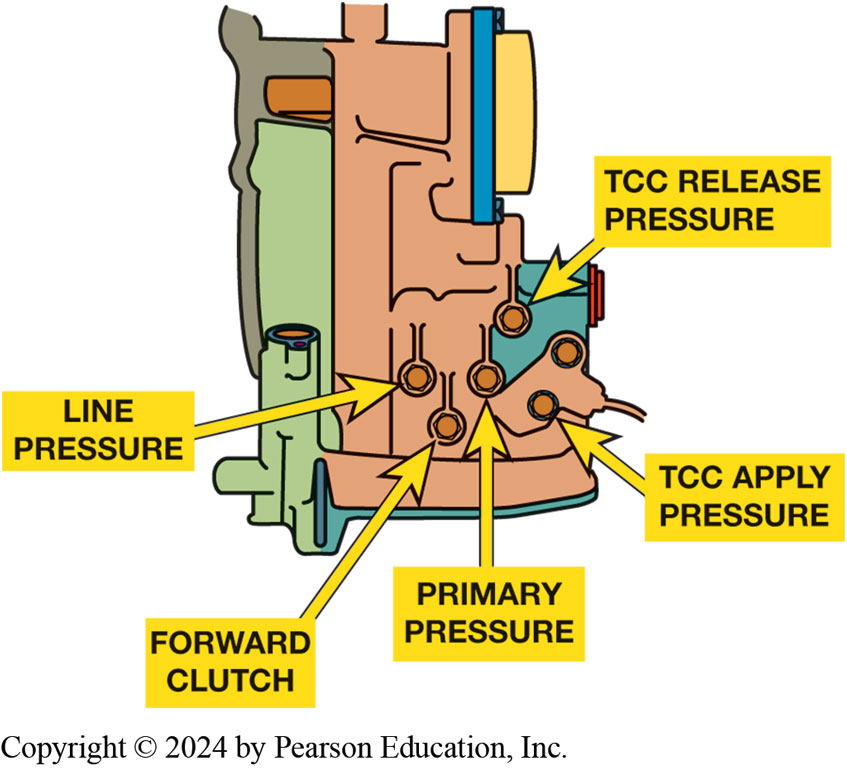 TCC RELEASE
PRESSURE
LINE
PRESSURE
TCC APPLY
PRESSURE
PRIMARY
PRESSURE
FORWARD
CLUTCH
Copyright © 2024 by Pearson Education, Inc.